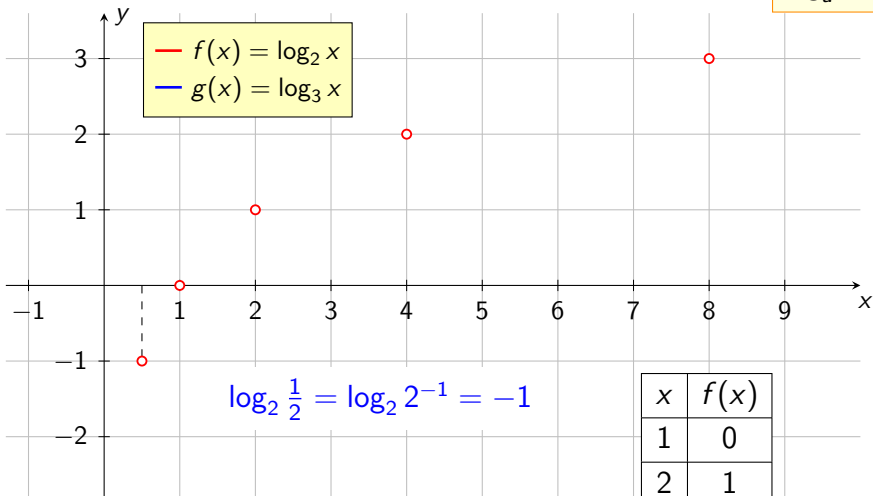 y
f(x) = log₂ x
g(x) = log₃ x
3
2
1
−1 1 2 3 4 5 6 7 8 9 x
−1
log₂ 1/2 = log₂ 2⁻¹ = −1
−2
x f(x)
1 0
2 1